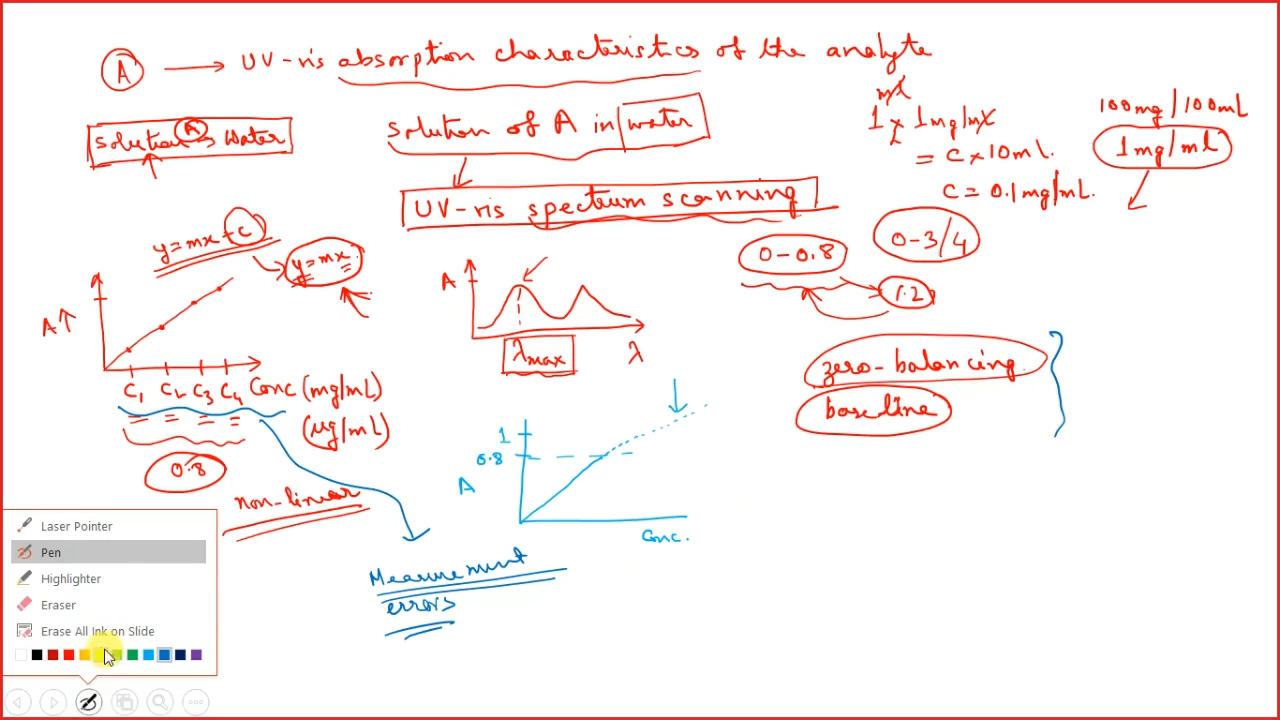 A → UV-vis absorption characteristics of the analyte
solution A → Water
solution of A in water
UV-vis spectrum scanning
1 mL × 1mg/mL
= C × 10mL
C = 0.1mg/mL.
100mg/100mL
1mg/mL
y=mx+c
y=mx
0-0.8
0-3/4
1.2
A↑
C1 C2 C3 C4 Conc (mg/mL)
(μg/mL)
0.8
non-linear
A
λmax
λ
zero-balancing
baseline
1
0.8
A
Conc.
Measurement
errors
Laser Pointer
Pen
Highlighter
Eraser
Erase All Ink on Slide